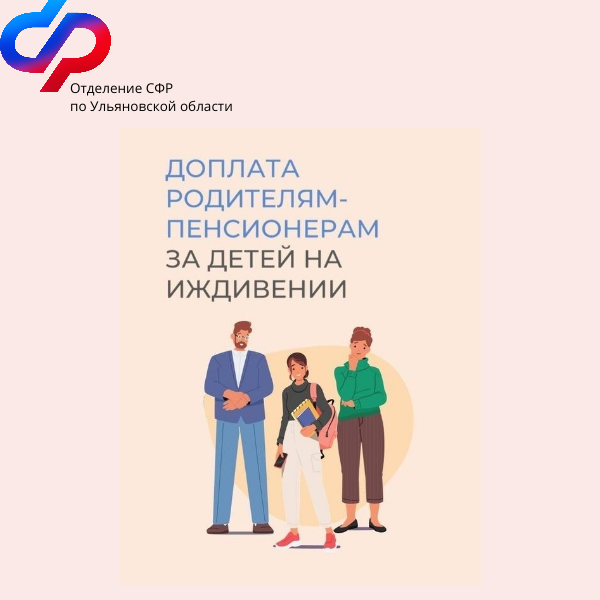 Отделение СФР
по Ульяновской области
ДОПЛАТА
РОДИТЕЛЯМ-
ПЕНСИОНЕРАМ
ЗА ДЕТЕЙ НА
ИЖДИВЕНИИ